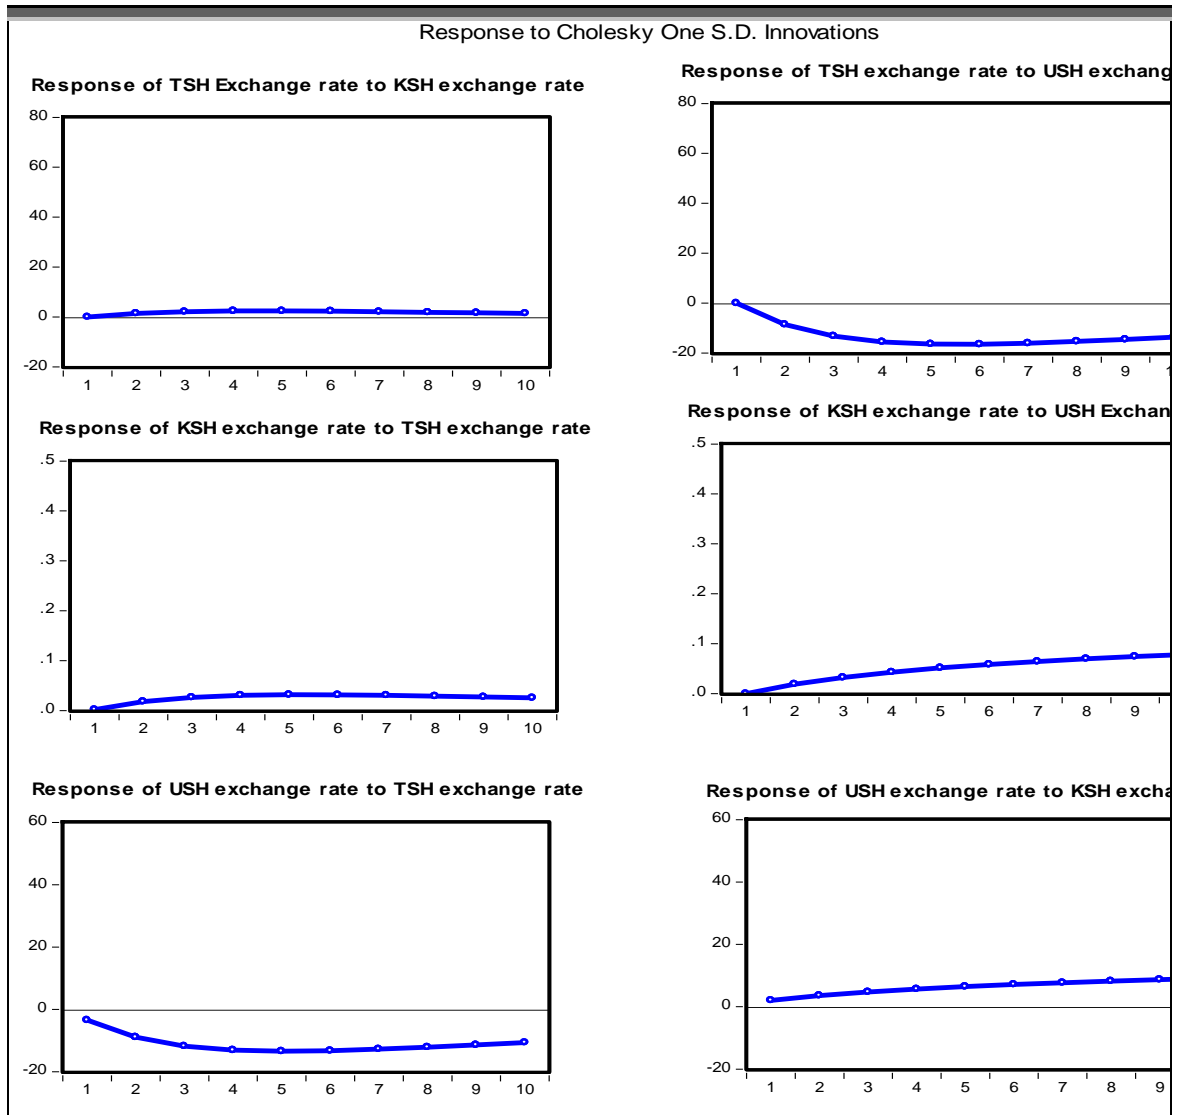 Response to Cholesky One S.D. Innovations
Response of TSH Exchange rate to KSH exchange rate
80
60
40
20
0
-20
1 2 3 4 5 6 7 8 9 10
Response of TSH exchange rate to USH exchang
80
60
40
20
0
-20
1 2 3 4 5 6 7 8 9 1
Response of KSH exchange rate to TSH exchange rate
.5
.4
.3
.2
.1
.0
1 2 3 4 5 6 7 8 9 10
Response of KSH exchange rate to USH Exchan
.5
.4
.3
.2
.1
.0
1 2 3 4 5 6 7 8 9
Response of USH exchange rate to TSH exchange rate
60
40
20
0
-20
1 2 3 4 5 6 7 8 9 10
Response of USH exchange rate to KSH excha
60
40
20
0
-20
1 2 3 4 5 6 7 8 9